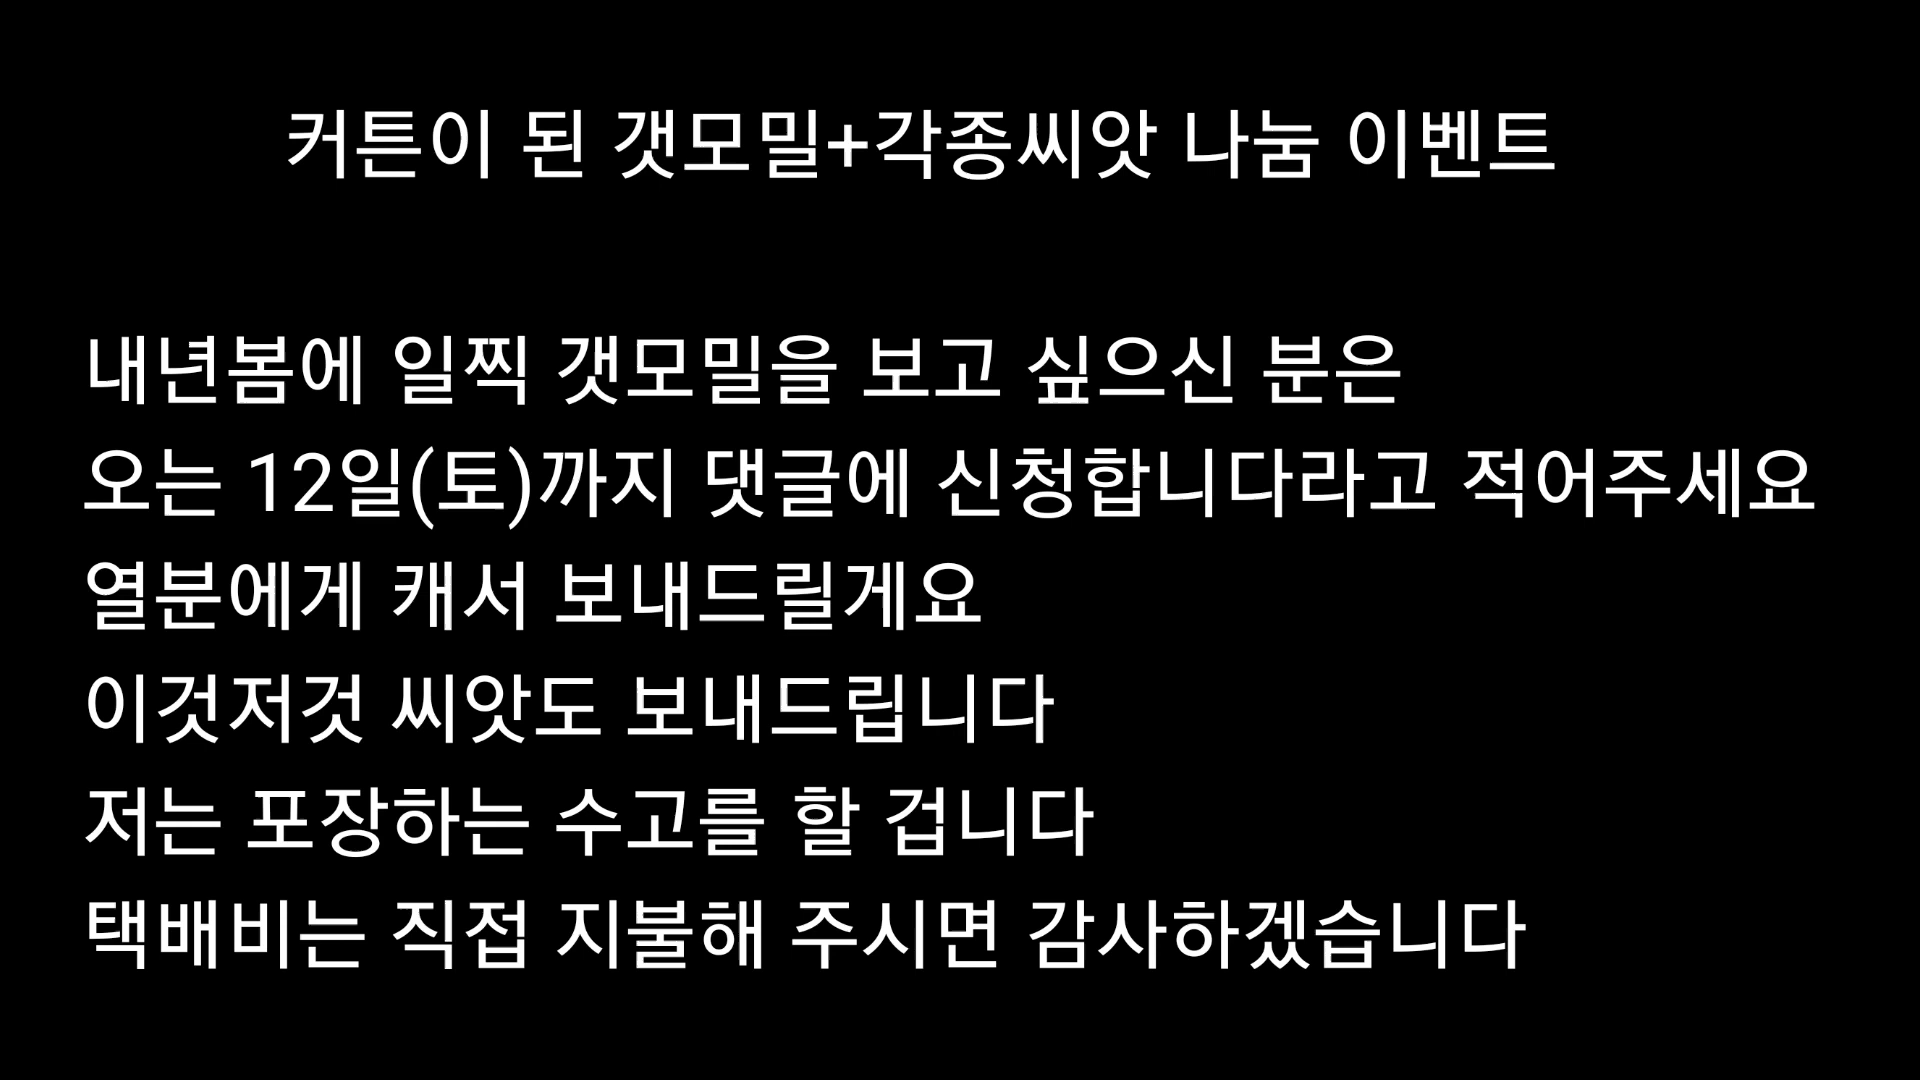 커튼이 된 갯모밀+각종씨앗 나눔 이벤트
내년봄에 일찍 갯모밀을 보고 싶으신 분은
오는 12일(토)까지 댓글에 신청합니다라고 적어주세요
열분에게 캐서 보내드릴게요
이것저것 씨앗도 보내드립니다
저는 포장하는 수고를 할 겁니다
택배비는 직접 지불해 주시면 감사하겠습니다